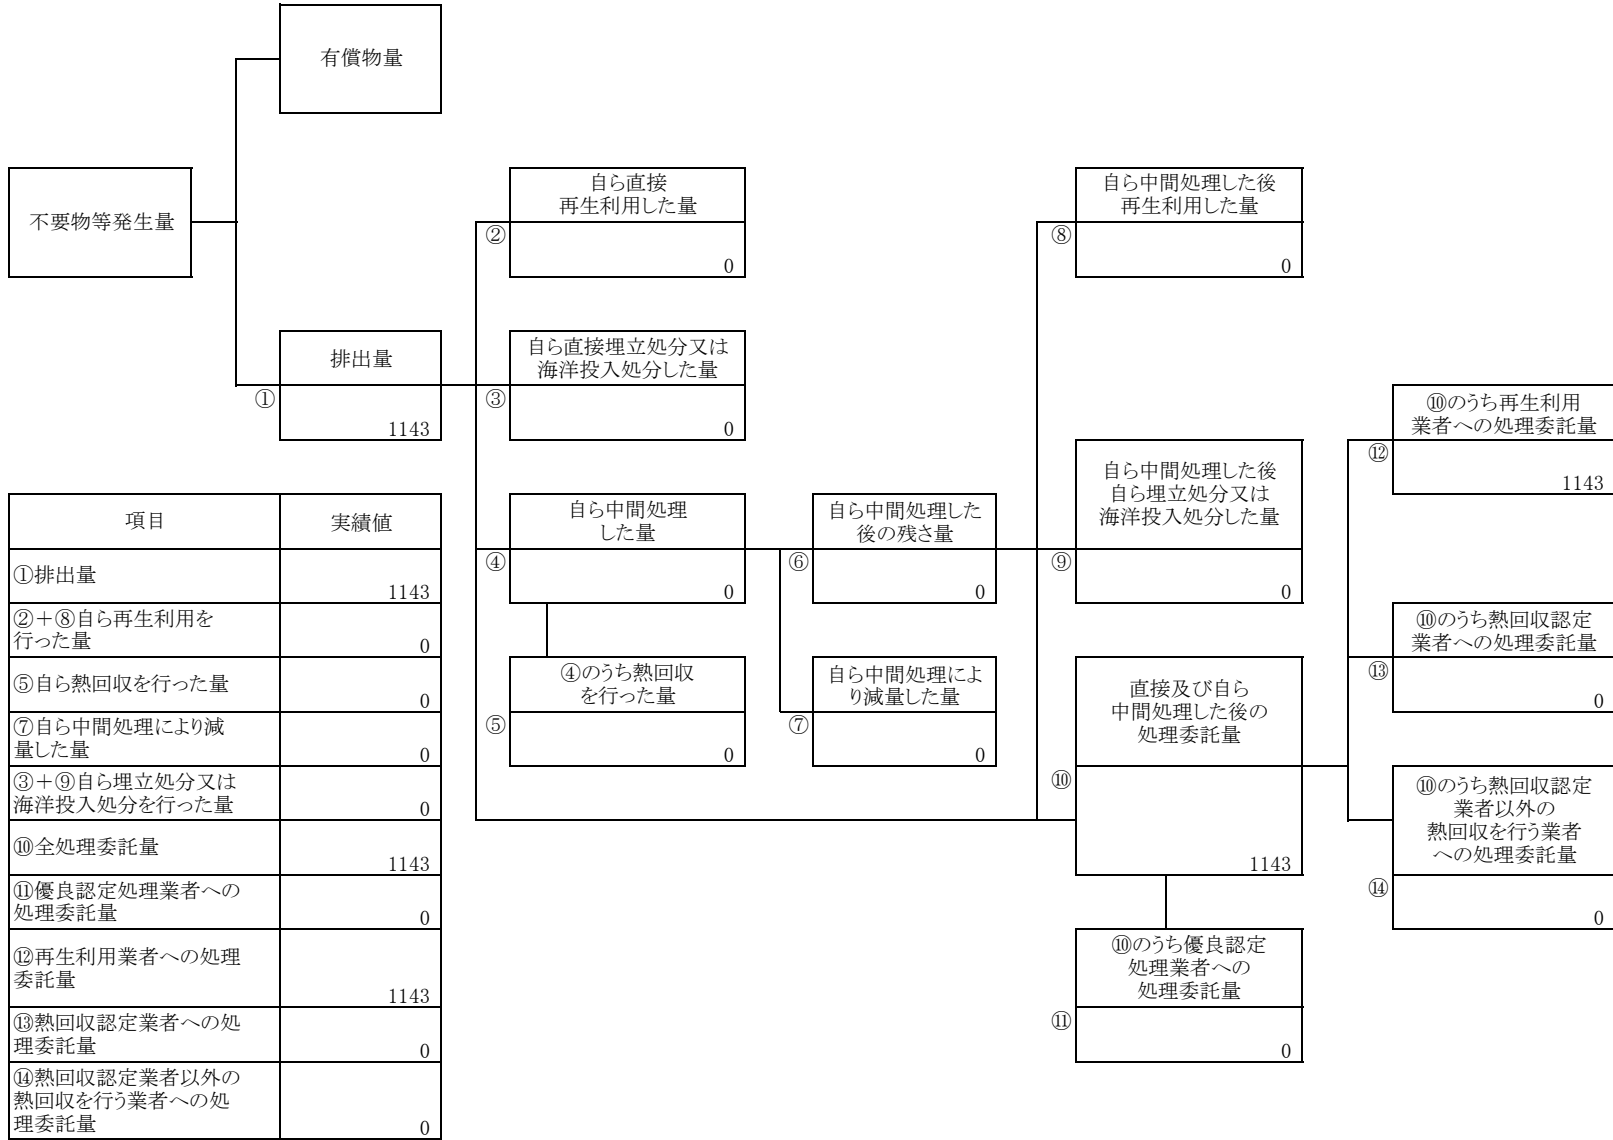 有償物量
不要物等発生量
自ら直接
再生利用した量
②
0
自ら中間処理した後
再生利用した量
⑧
0
排出量
①
1143
自ら直接埋立処分又は
海洋投入処分した量
③
0
⑩のうち再生利用
業者への処理委託量
⑫
1143
自ら中間処理
した量
④
0
自ら中間処理した
後の残さ量
⑥
0
自ら中間処理した後
自ら埋立処分又は
海洋投入処分した量
⑨
0
⑩のうち熱回収認定
業者への処理委託量
⑬
0
④のうち熱回収
を行った量
⑤
0
自ら中間処理によ
り減量した量
⑦
0
直接及び自ら
中間処理した後の
処理委託量
⑩
1143
⑩のうち熱回収認定
業者以外の
熱回収を行う業者
への処理委託量
⑭
0
⑩のうち優良認定
処理業者への
処理委託量
⑪
0
項目 実績値
①排出量
1143
②+⑧自ら再生利用を
行った量
0
⑤自ら熱回収を行った量
0
⑦自ら中間処理により減
量した量
0
③+⑨自ら埋立処分又は
海洋投入処分を行った量
0
⑩全処理委託量
1143
⑪優良認定処理業者への
処理委託量
0
⑫再生利用業者への処理
委託量
1143
⑬熱回収認定業者への処
理委託量
0
⑭熱回収認定業者以外の
熱回収を行う業者への処
理委託量
0